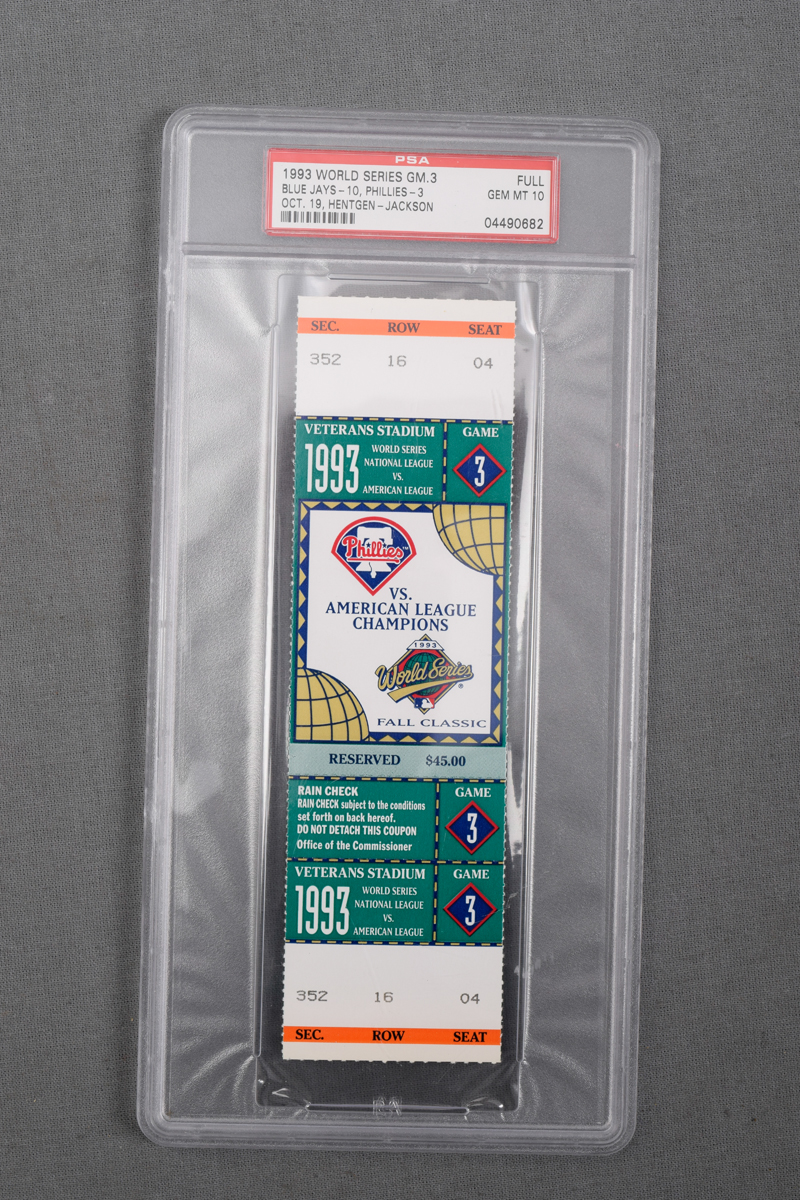 PSA
1993 WORLD SERIES GM.3 FULL
BLUE JAYS-10, PHILLIES-3 GEM MT 10
OCT. 19, HENTGEN-JACKSON
04490682
SEC. ROW SEAT
352 16 04
VETERANS STADIUM GAME
1993 WORLD SERIES
NATIONAL LEAGUE
VS.
AMERICAN LEAGUE
3
Phillies
VS.
AMERICAN LEAGUE
CHAMPIONS
1993
World Series
FALL CLASSIC
RESERVED $45.00
RAIN CHECK
RAIN CHECK subject to the conditions
set forth on back hereof.
DO NOT DETACH THIS COUPON
Office of the Commissioner
GAME
3
VETERANS STADIUM GAME
1993 WORLD SERIES
NATIONAL LEAGUE
VS.
AMERICAN LEAGUE
3
352 16 04
SEC. ROW SEAT